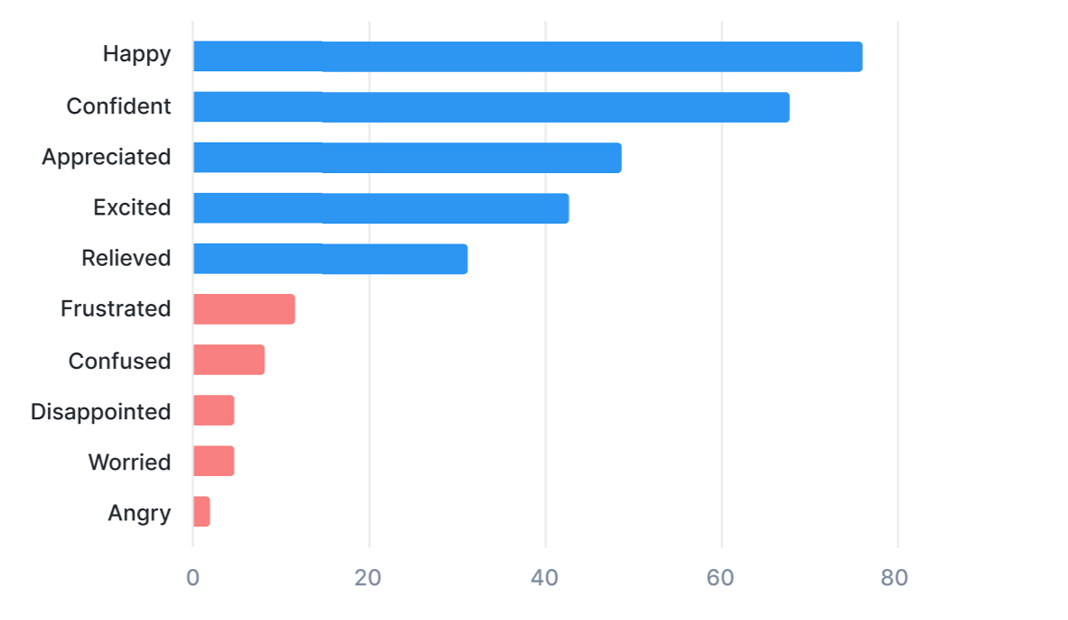 Happy
Confident
Appreciated
Excited
Relieved
Frustrated
Confused
Disappointed
Worried
Angry
0 20 40 60 80